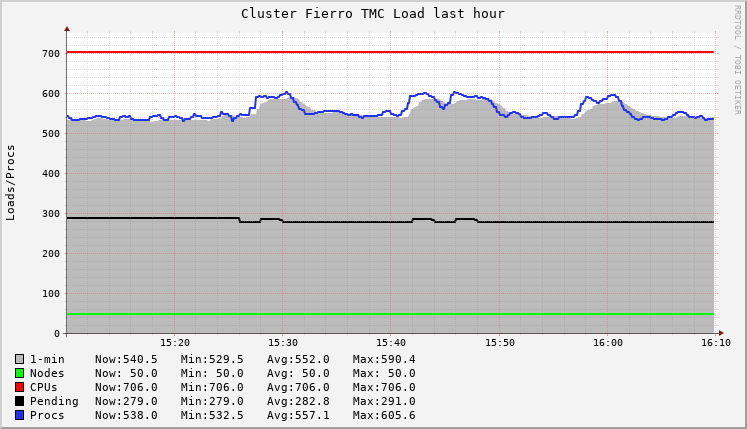 Cluster Fierro TMC Load last hour
RRDTOOL / TOBI OETIKER
Loads/Procs
700
600
500
400
300
200
100
0
15:20 15:30 15:40 15:50 16:00 16:10
1-min Now:540.5 Min:529.5 Avg:552.0 Max:590.4
Nodes Now: 50.0 Min: 50.0 Avg: 50.0 Max: 50.0
CPUs Now:706.0 Min:706.0 Avg:706.0 Max:706.0
Pending Now:279.0 Min:279.0 Avg:282.8 Max:291.0
Procs Now:538.0 Min:532.5 Avg:557.1 Max:605.6